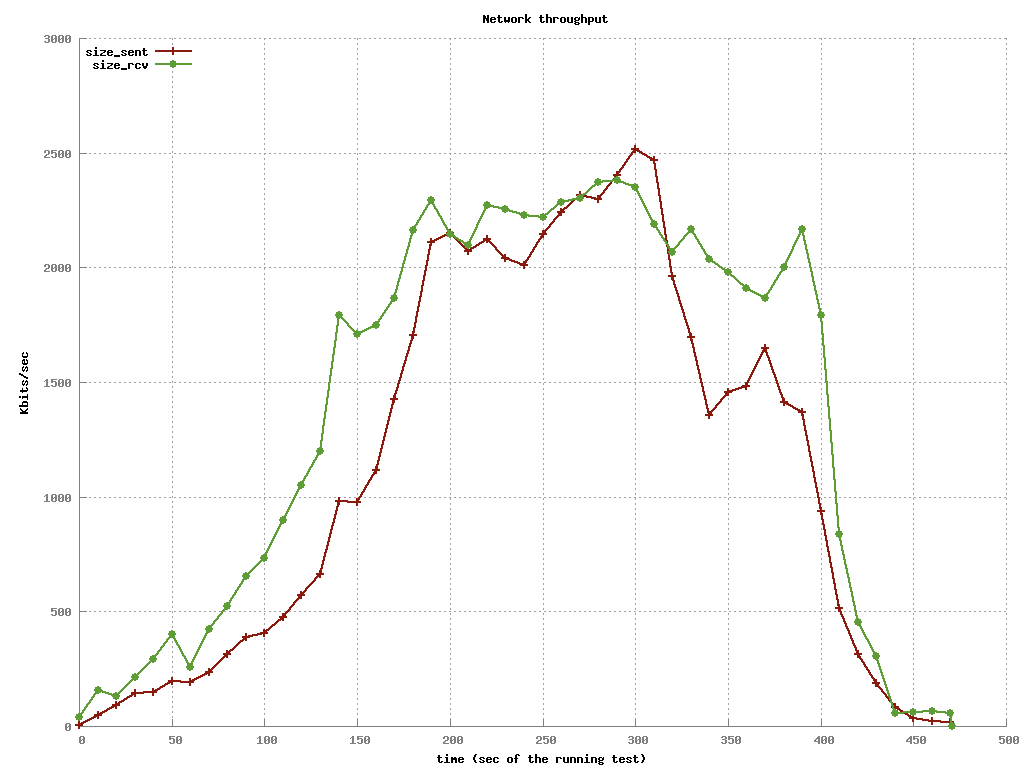 Network throughput
3000
size_sent
size_rcv
2500
2000
1500
Kbits/sec
1000
500
0
0 50 100 150 200 250 300 350 400 450 500
time (sec of the running test)